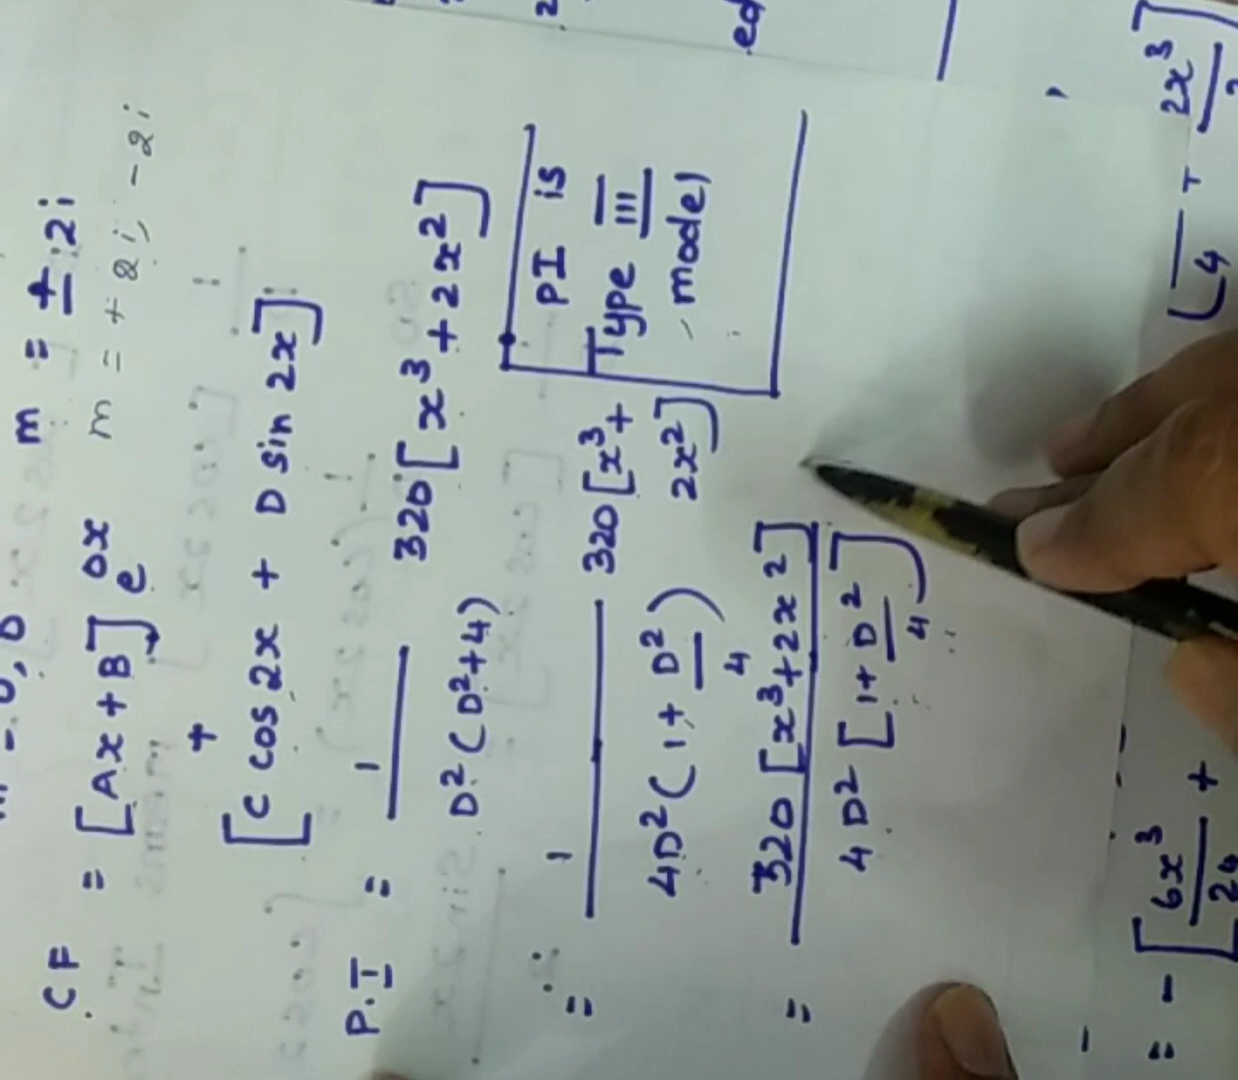 m = ± 2i
m = + 2i, - 2i
CF = [Ax + B] e^{0x}
+
[C cos 2x + D sin 2x]
P.I = 1 / D²(D²+4) 320[x³ + 2x²]
= 1 / 4D²(1 + D²/4) 320[x³ + 2x²]
PI is
Type III
model
= 320[x³+2x²] / 4D²[1 + D²/4]
= - [6x³/24 +
2x³
ed